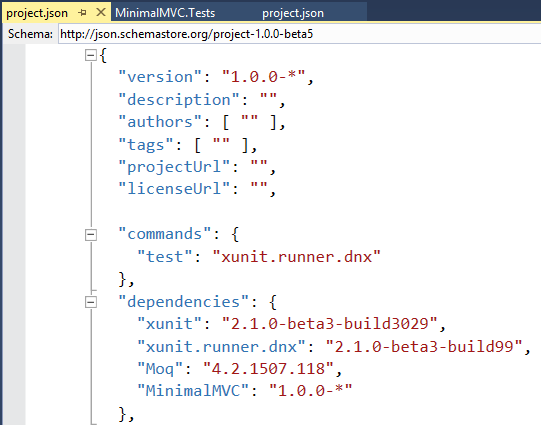 project.json MinimalMVC.Tests project.json
Schema: http://json.schemastore.org/project-1.0.0-beta5
{
"version": "1.0.0-*",
"description": "",
"authors": [ "" ],
"tags": [ "" ],
"projectUrl": "",
"licenseUrl": "",
"commands": {
"test": "xunit.runner.dnx"
},
"dependencies": {
"xunit": "2.1.0-beta3-build3029",
"xunit.runner.dnx": "2.1.0-beta3-build99",
"Moq": "4.2.1507.118",
"MinimalMVC": "1.0.0-*"
},